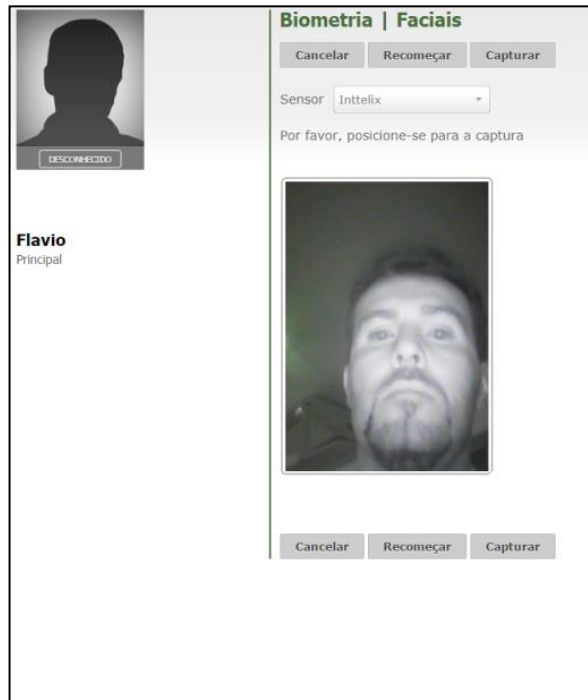 DESCONHECIDO
Flavio
Principal
Biometria | Faciais
Cancelar Recomeçar Capturar
Sensor Inttelix
Por favor, posicione-se para a captura
Cancelar Recomeçar Capturar